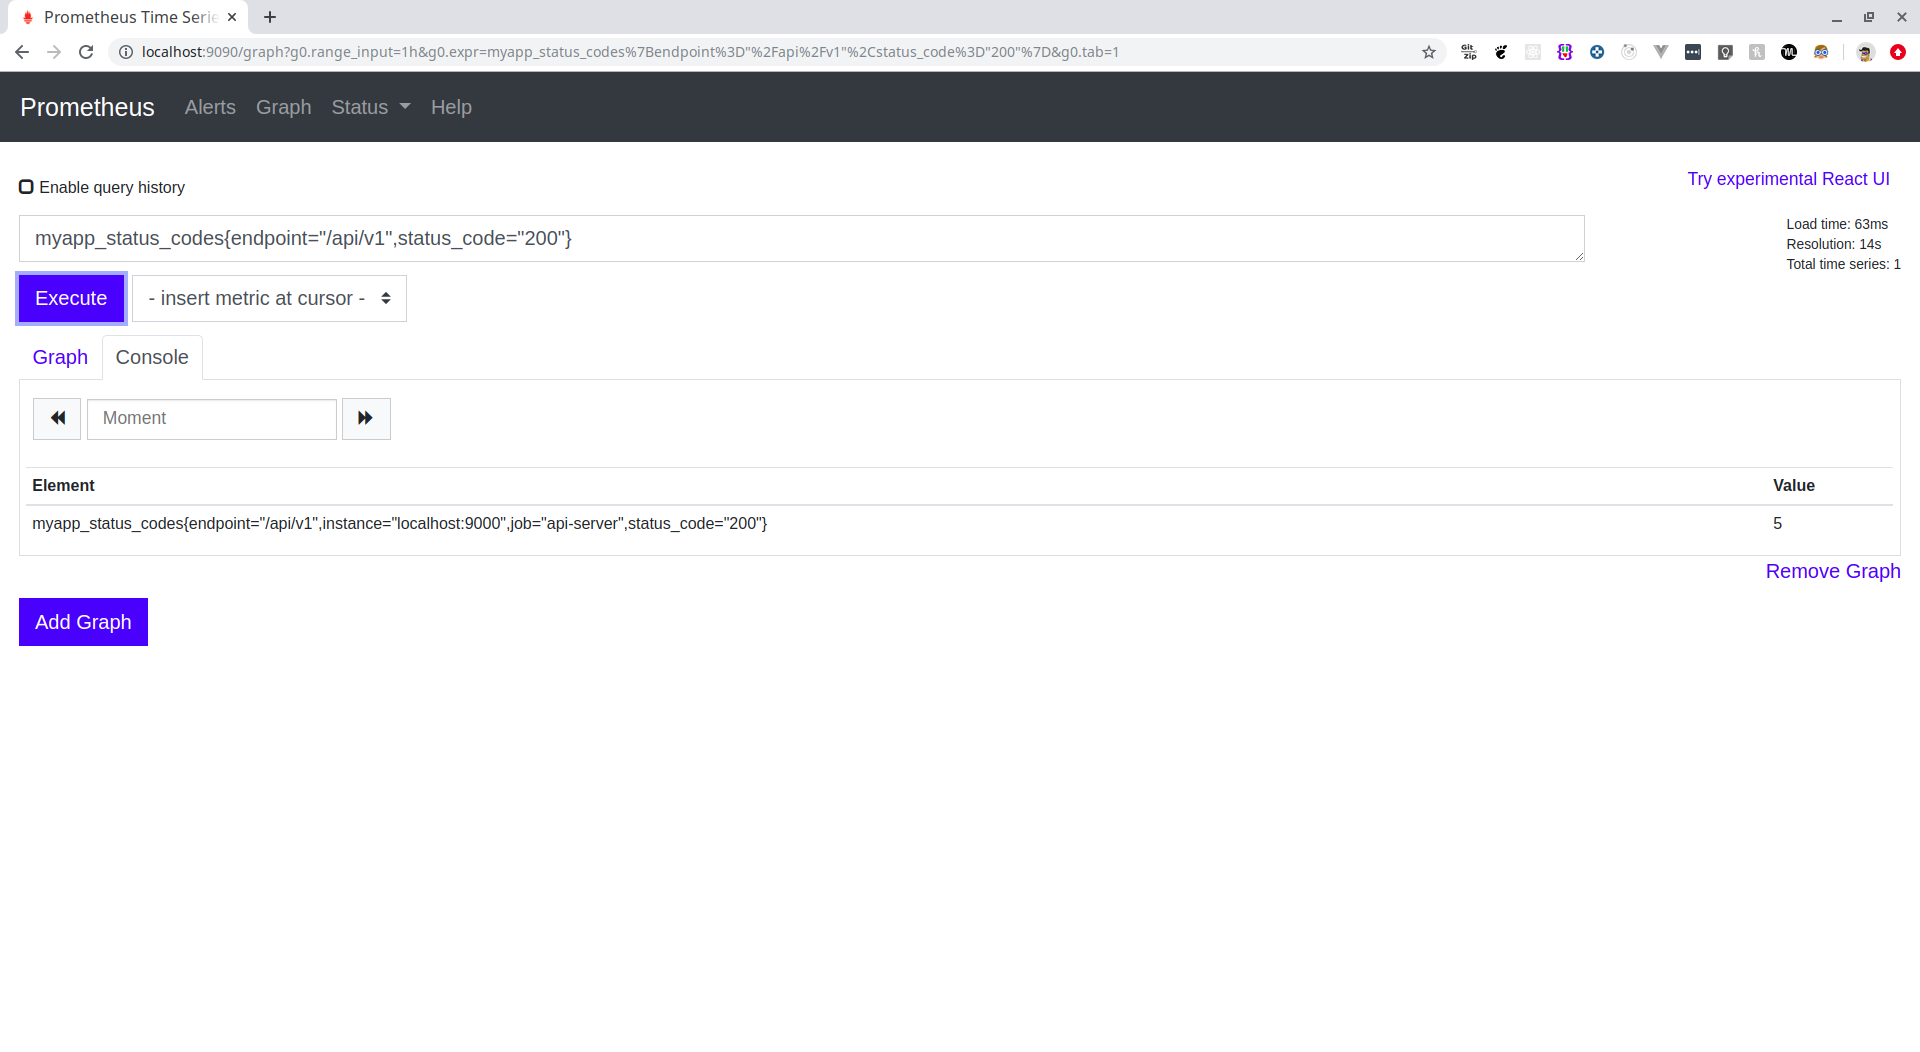 Prometheus Time Serie
localhost:9090/graph?g0.range_input=1h&g0.expr=myapp_status_codes%7Bendpoint%3D"%2Fapi%2Fv1"%2Cstatus_code%3D"200"%7D&g0.tab=1
Git Zip
Prometheus Alerts Graph Status Help
Enable query history
Try experimental React UI
myapp_status_codes{endpoint="/api/v1",status_code="200"}
Load time: 63ms
Resolution: 14s
Total time series: 1
Execute - insert metric at cursor -
Graph Console
Moment
Element Value
myapp_status_codes{endpoint="/api/v1",instance="localhost:9000",job="api-server",status_code="200"} 5
Remove Graph
Add Graph